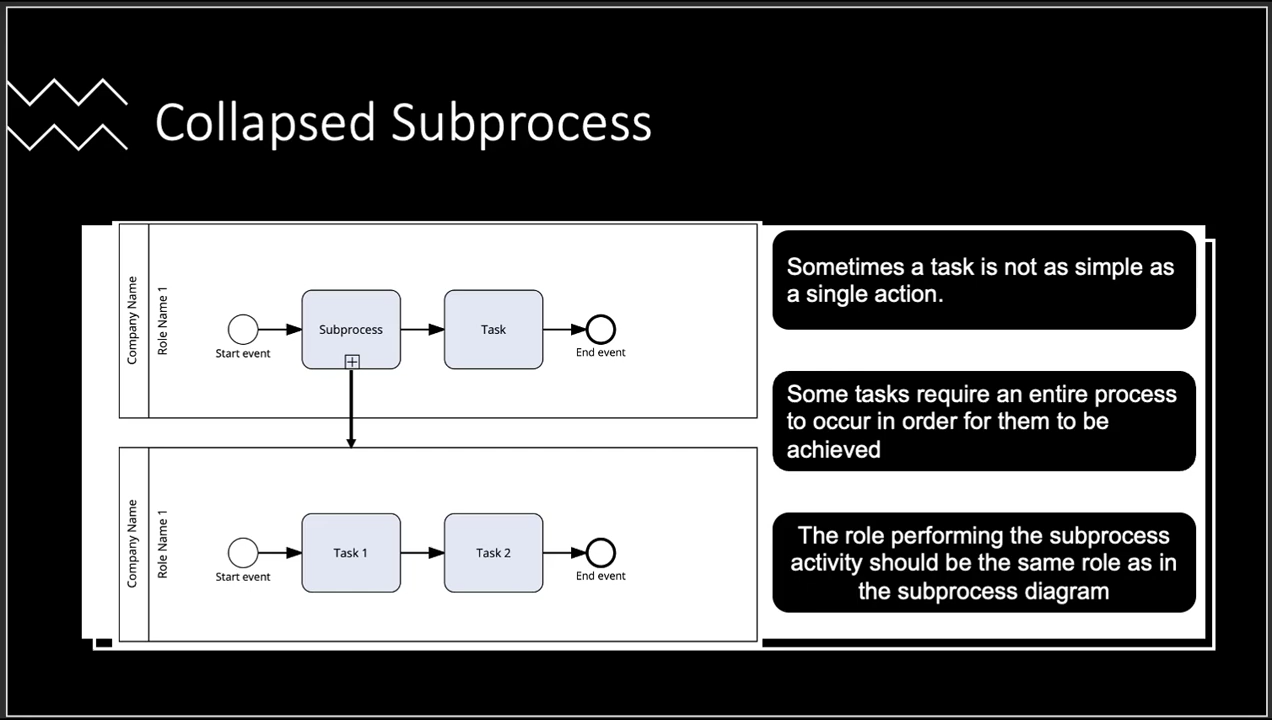 Collapsed Subprocess
Company Name
Role Name 1
Start event
Subprocess
Task
End event
Company Name
Role Name 1
Start event
Task 1
Task 2
End event
Sometimes a task is not as simple as
a single action.
Some tasks require an entire process
to occur in order for them to be
achieved
The role performing the subprocess
activity should be the same role as in
the subprocess diagram